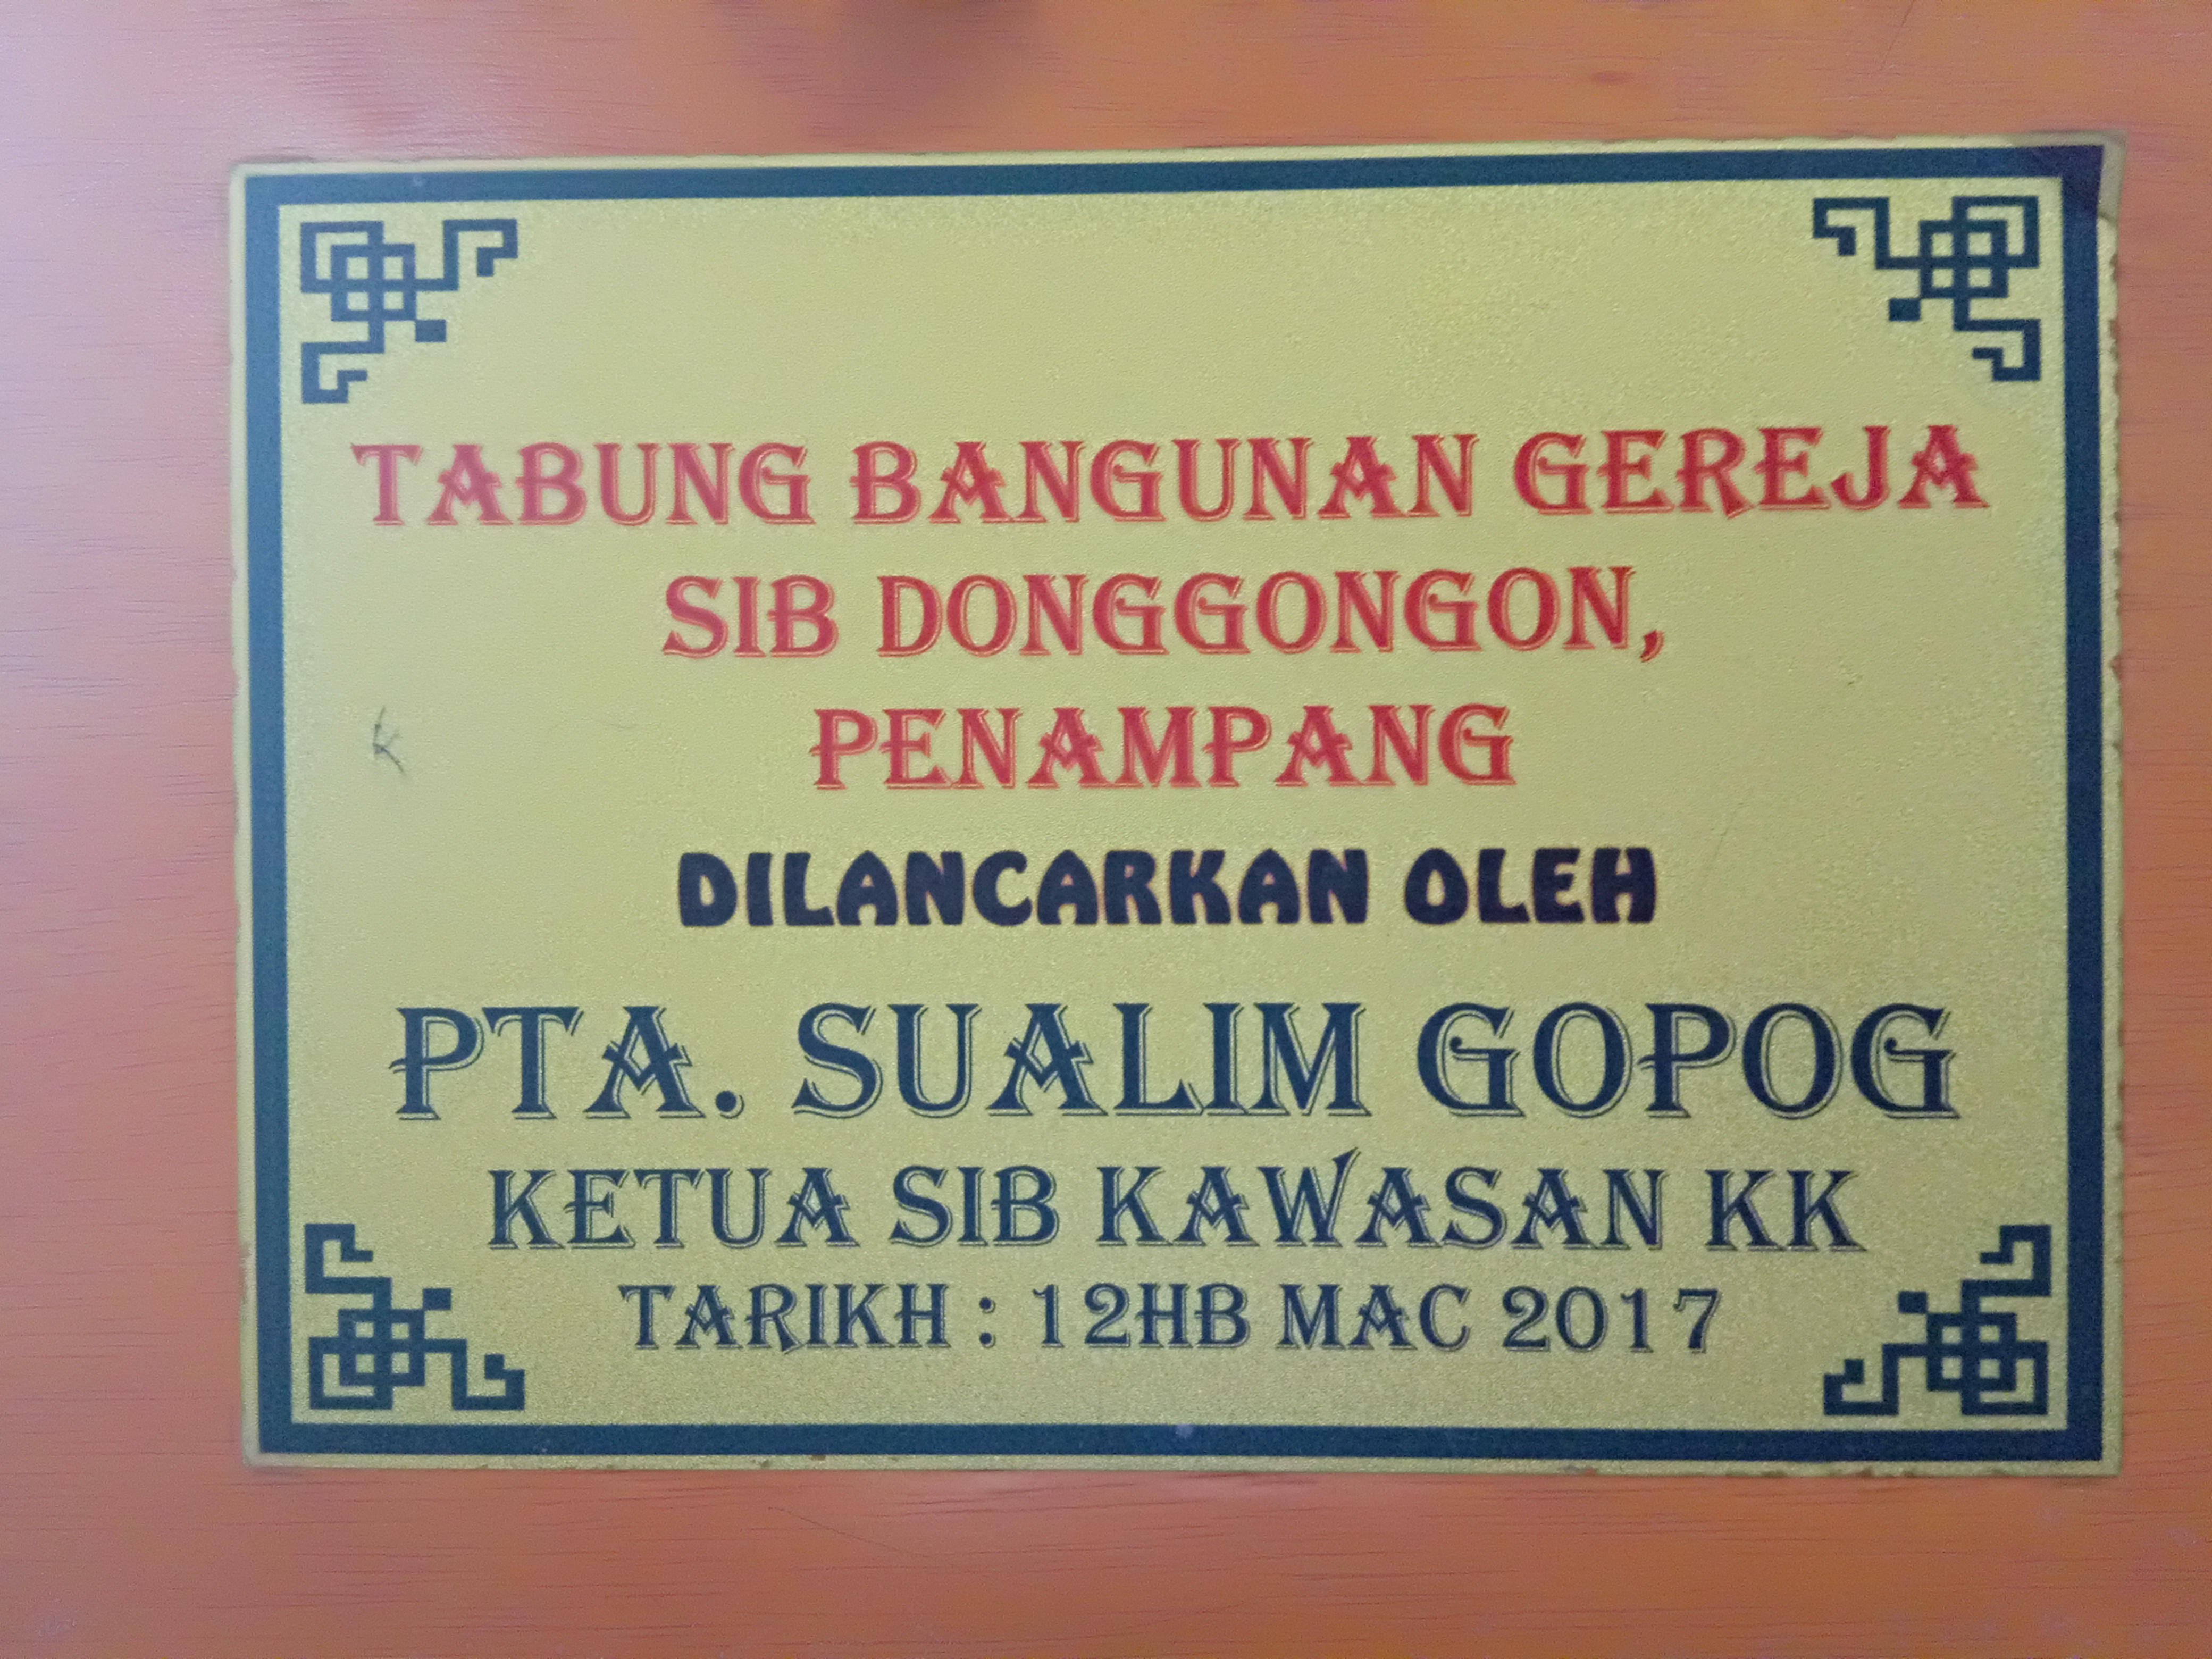 TABUNG BANGUNAN GEREJA
SIB DONGGONGON,
PENAMPANG
DILANCARKAN OLEH
PTA. SUALIM GOPOG
KETUA SIB KAWASAN KK
TARIKH : 12HB MAC 2017